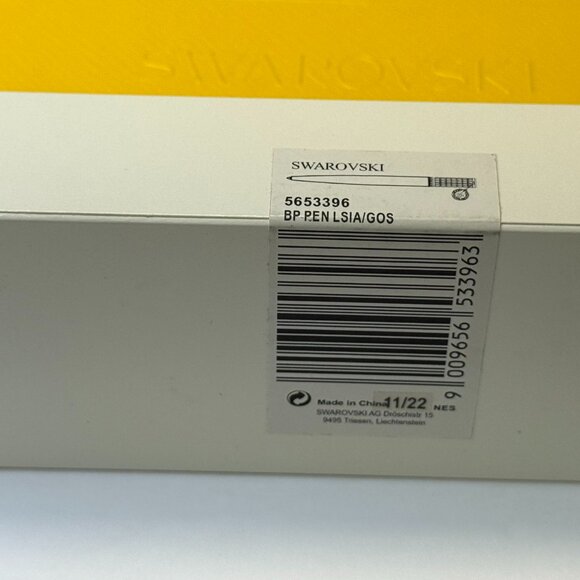 SWAROVSKI
SWAROVSKI
5653396
BP PEN LSIA/GOS
9 009656 533963
Made in China 11/22 NES
SWAROVSKI AG Dröschistr 15
9495 Triesen, Liechtenstein